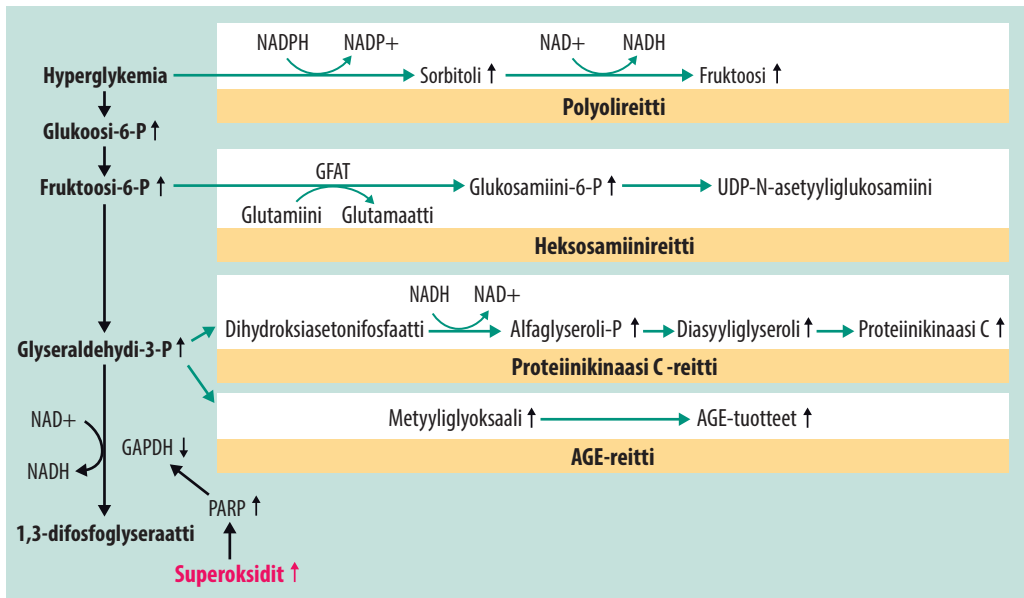 NADPH NADP+ NAD+ NADH
Hyperglykemia Sorbitoli ↑ Fruktoosi ↑
Polyolireitti
Glukoosi-6-P ↑
GFAT
Fruktoosi-6-P ↑ Glukosamiini-6-P ↑ UDP-N-asetyyliglukosamiini
Glutamiini Glutamaatti
Heksosamiinireitti
NADH NAD+
Dihydroksiasetonifosfaatti Alfaglyseroli-P ↑ Diasyyliglyseroli ↑ Proteiinikinaasi C ↑
Glyseraldehydi-3-P ↑
Proteiinikinaasi C -reitti
Metyyliglyoksaali ↑ AGE-tuotteet ↑
AGE-reitti
NAD+
GAPDH ↓
NADH
PARP ↑
1,3-difosfoglyseraatti
Superoksidit ↑